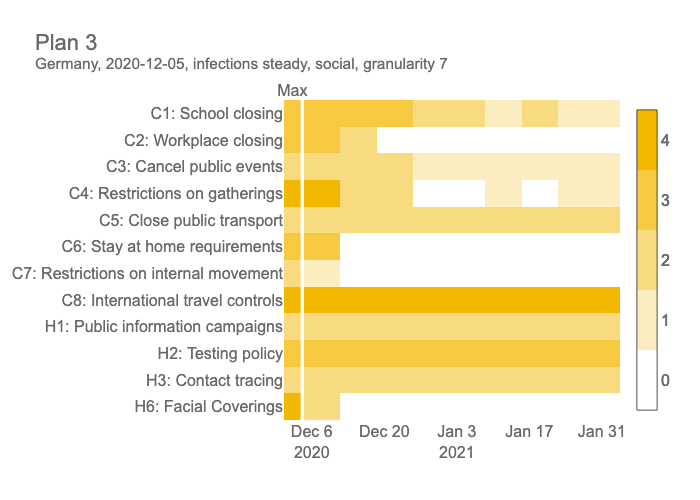 Plan 3
Germany, 2020-12-05, infections steady, social, granularity 7
Max
C1: School closing
C2: Workplace closing
C3: Cancel public events
C4: Restrictions on gatherings
C5: Close public transport
C6: Stay at home requirements
C7: Restrictions on internal movement
C8: International travel controls
H1: Public information campaigns
H2: Testing policy
H3: Contact tracing
H6: Facial Coverings
Dec 6 Dec 20 Jan 3 Jan 17 Jan 31
2020 2021
4
3
2
1
0